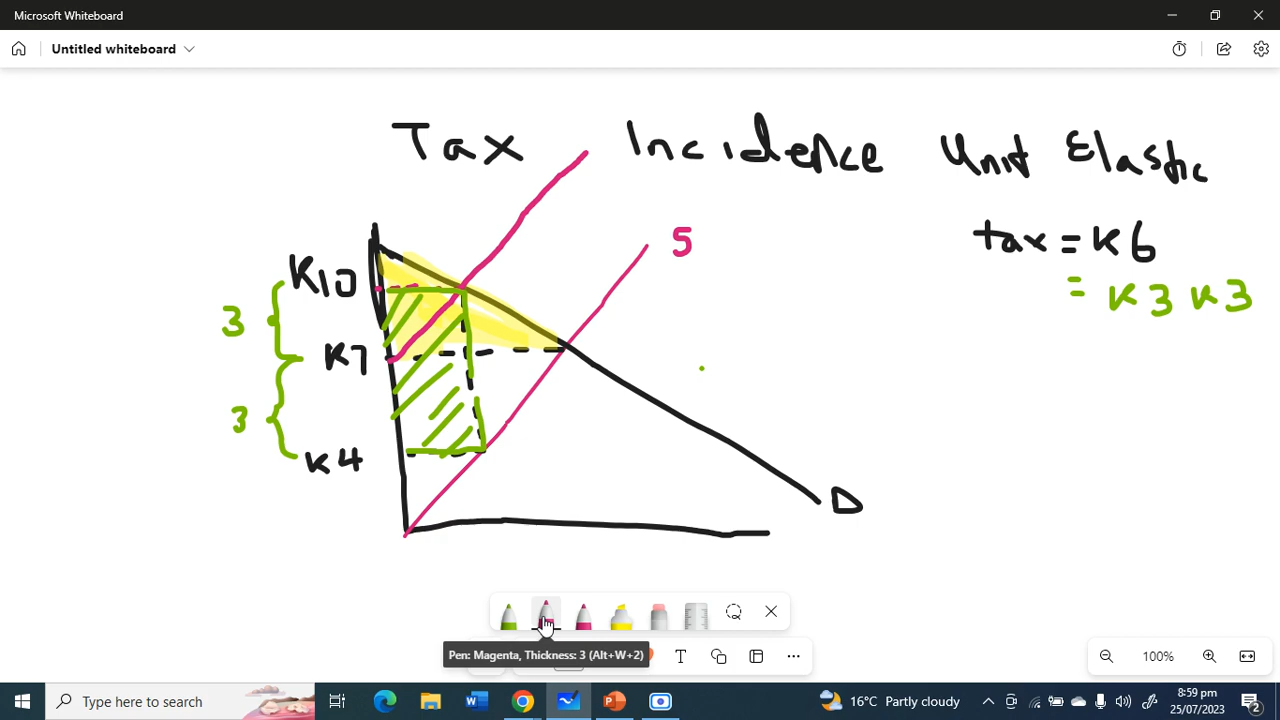 Microsoft Whiteboard
Untitled whiteboard
Tax Incidence Unit Elastic
tax = K6
= K3 K3
S
K10
3
K7
3
K4
D
Pen: Magenta, Thickness: 3 (Alt+W+2)
T
100%
Type here to search
16°C Partly cloudy
8:59 pm
25/07/2023
2